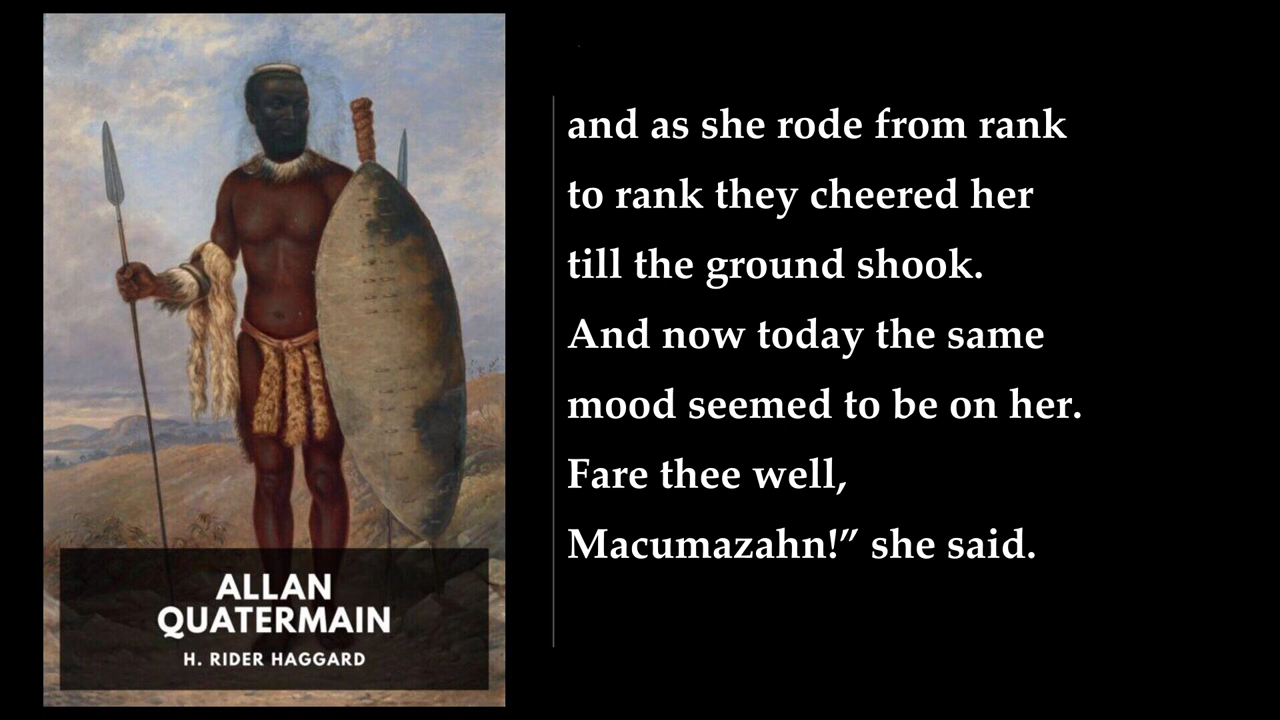 and as she rode from rank
to rank they cheered her
till the ground shook.
And now today the same
mood seemed to be on her.
Fare thee well,
Macumazahn!” she said.
ALLAN
QUATERMAIN
H. RIDER HAGGARD